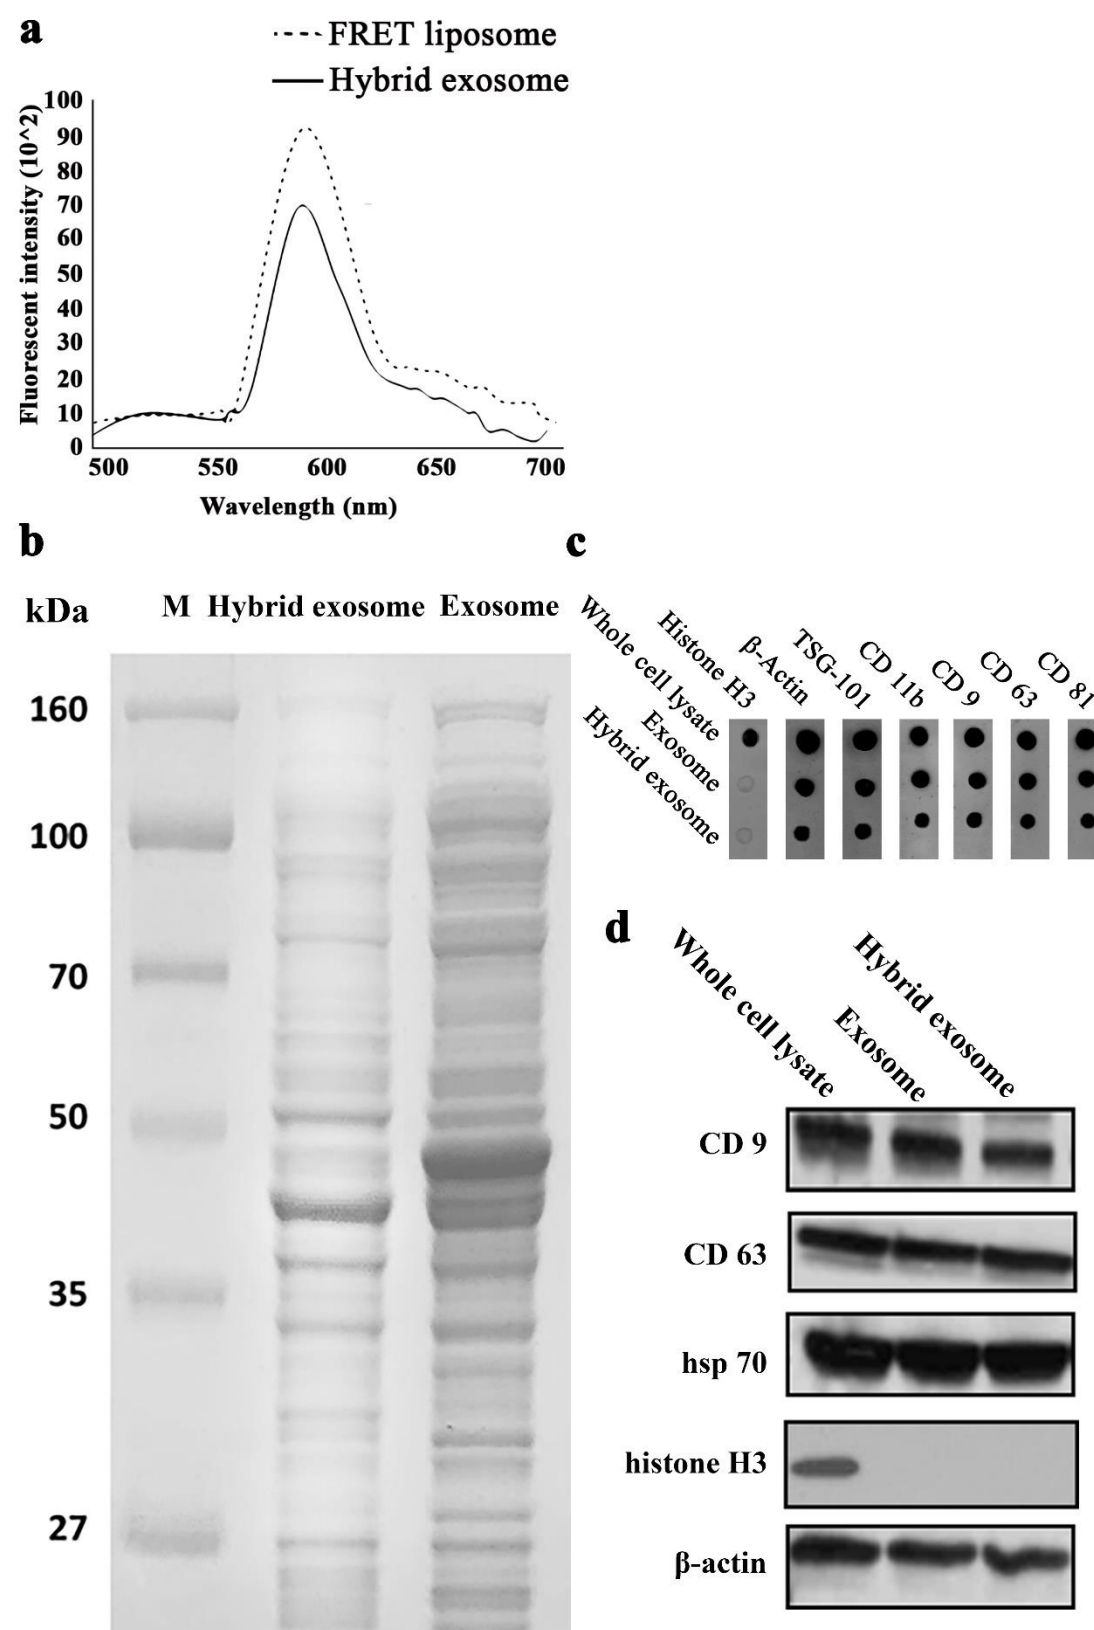 a
FRET liposome
Hybrid exosome
Fluorescent intensity (10^2)
100
90
80
70
60
50
40
30
20
10
0
500 550 600 650 700
Wavelength (nm)
b
kDa M Hybrid exosome Exosome
160
100
70
50
35
27
c
Histone H3
β-Actin
TSG-101
CD 11b
CD 9
CD 63
CD 81
Whole cell lysate
Exosome
Hybrid exosome
d
Whole cell lysate
Exosome
Hybrid exosome
CD 9
CD 63
hsp 70
histone H3
β-actin